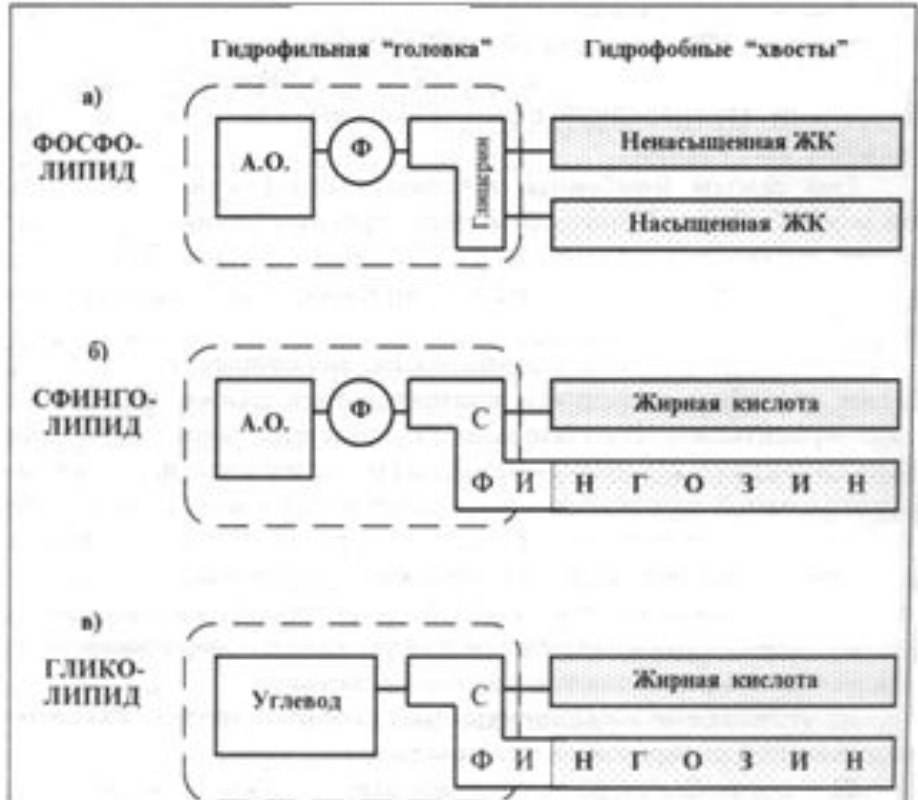 Гидрофильная “головка”
Гидрофобные “хвосты”
а)
ФОСФО-
ЛИПИД
А.О.
Ф
Глицерин
Ненасыщенная ЖК
Насыщенная ЖК
б)
СФИНГО-
ЛИПИД
А.О.
Ф
С
Жирная кислота
Ф И Н Г О З И Н
в)
ГЛИКО-
ЛИПИД
Углевод
С
Жирная кислота
Ф И Н Г О З И Н